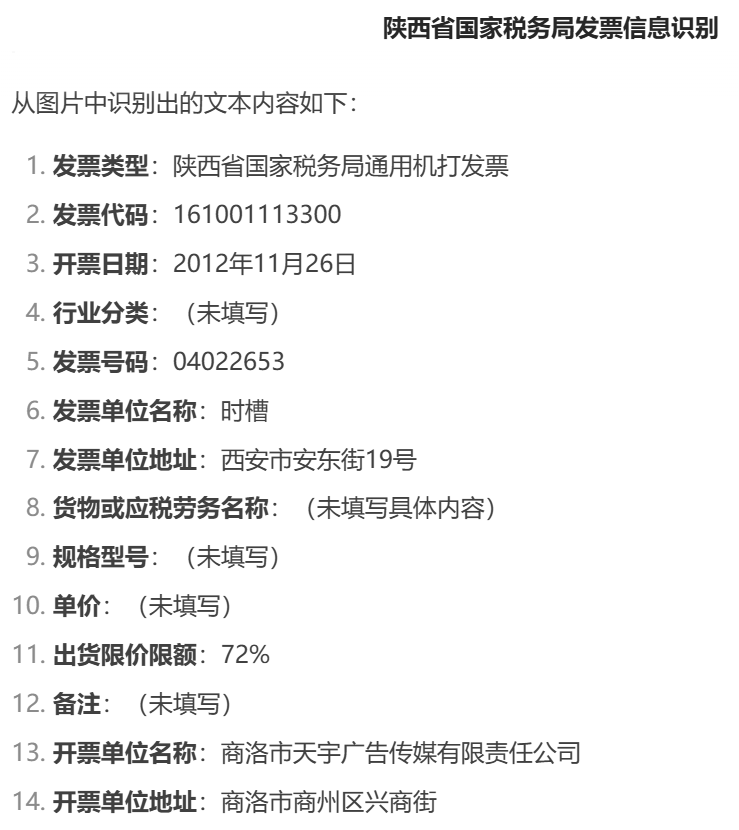 陕西省国家税务局发票信息识别
从图片中识别出的文本内容如下：
1. 发票类型：陕西省国家税务局通用机打发票
2. 发票代码：161001113300
3. 开票日期：2012年11月26日
4. 行业分类：（未填写）
5. 发票号码：04022653
6. 发票单位名称：时槽
7. 发票单位地址：西安市安东街19号
8. 货物或应税劳务名称：（未填写具体内容）
9. 规格型号：（未填写）
10. 单价：（未填写）
11. 出货限价限额：72%
12. 备注：（未填写）
13. 开票单位名称：商洛市天宇广告传媒有限责任公司
14. 开票单位地址：商洛市商州区兴商街